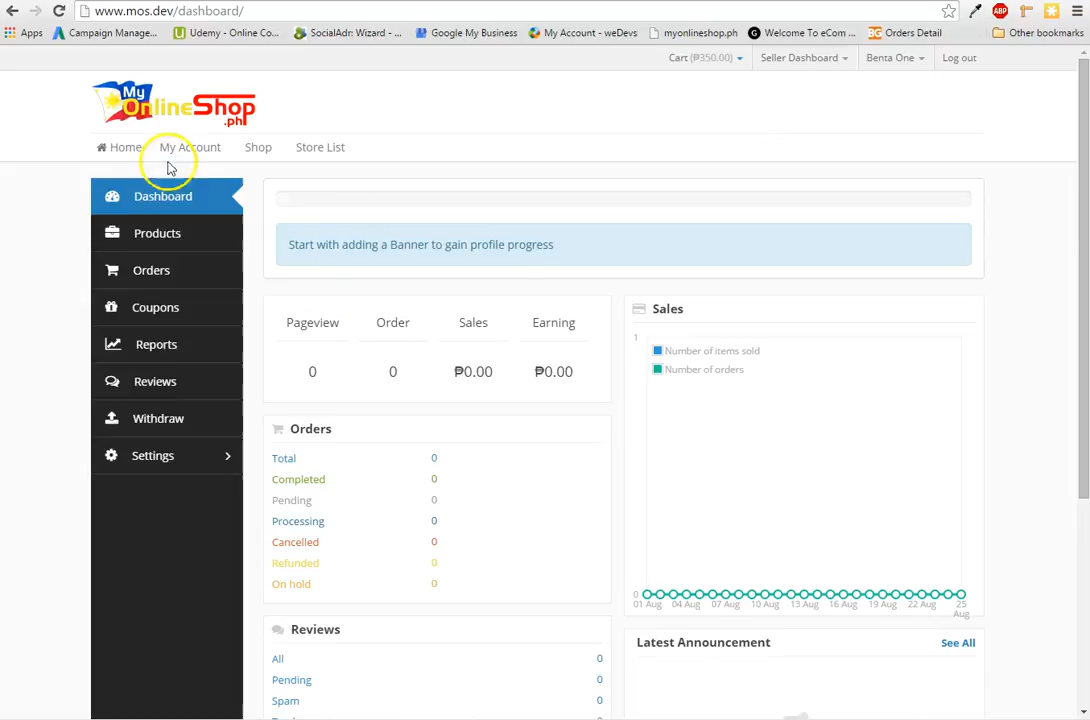 www.mos.dev/dashboard/
ABP
Apps Campaign Manage... Udemy - Online Co... SocialAdr: Wizard - ... Google My Business My Account - weDevs myonlineshop.ph Welcome To eCom ... BG Orders Detail Other bookmarks
Cart (₱350.00) Seller Dashboard Benta One Log out
My
OnlineShop
.ph
Home My Account Shop Store List
Dashboard
Products
Orders
Coupons
Reports
Reviews
Withdraw
Settings
Start with adding a Banner to gain profile progress
Pageview Order Sales Earning
0 0 ₱0.00 ₱0.00
Orders
Total 0
Completed 0
Pending 0
Processing 0
Cancelled 0
Refunded 0
On hold 0
Reviews
All 0
Pending 0
Spam 0
Sales
1
Number of items sold
Number of orders
0
01 Aug 04 Aug 07 Aug 10 Aug 13 Aug 16 Aug 19 Aug 22 Aug 25 Aug
Latest Announcement See All